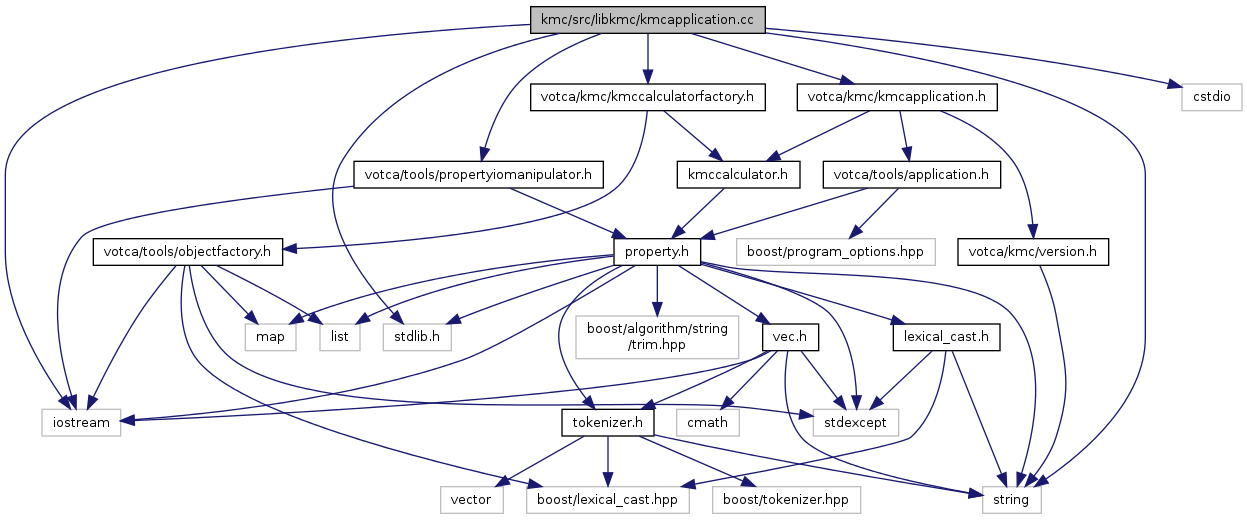 kmc/src/libkmc/kmcapplication.cc
votca/kmc/kmccalculatorfactory.h
votca/kmc/kmcapplication.h
cstdio
votca/tools/propertyiomanipulator.h
kmccalculator.h
votca/tools/application.h
votca/tools/objectfactory.h
property.h
boost/program_options.hpp
votca/kmc/version.h
map
list
stdlib.h
boost/algorithm/string
/trim.hpp
vec.h
lexical_cast.h
iostream
tokenizer.h
cmath
stdexcept
vector
boost/lexical_cast.hpp
boost/tokenizer.hpp
string